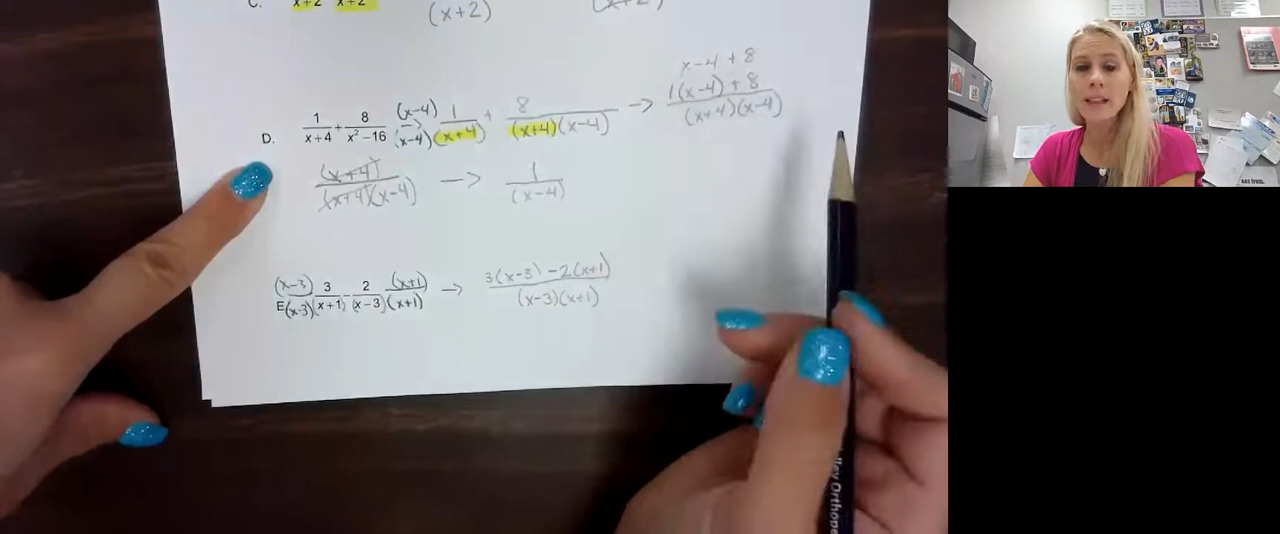 C. x+2 x+2 (x+2) (x+2)
x-4 + 8
D. 1/x+4 + 8/x²-16 (x-4)/(x-4) 1/(x+4) + 8/(x+4)(x-4) → 1(x-4) + 8/(x+4)(x-4)
(x+4)/(x+4)(x-4) → 1/(x-4)
E (x-3)/(x-3) 3/(x+1) - 2/(x-3) (x+1)/(x+1) → 3(x-3) -2(x+1)/(x-3)(x+1)